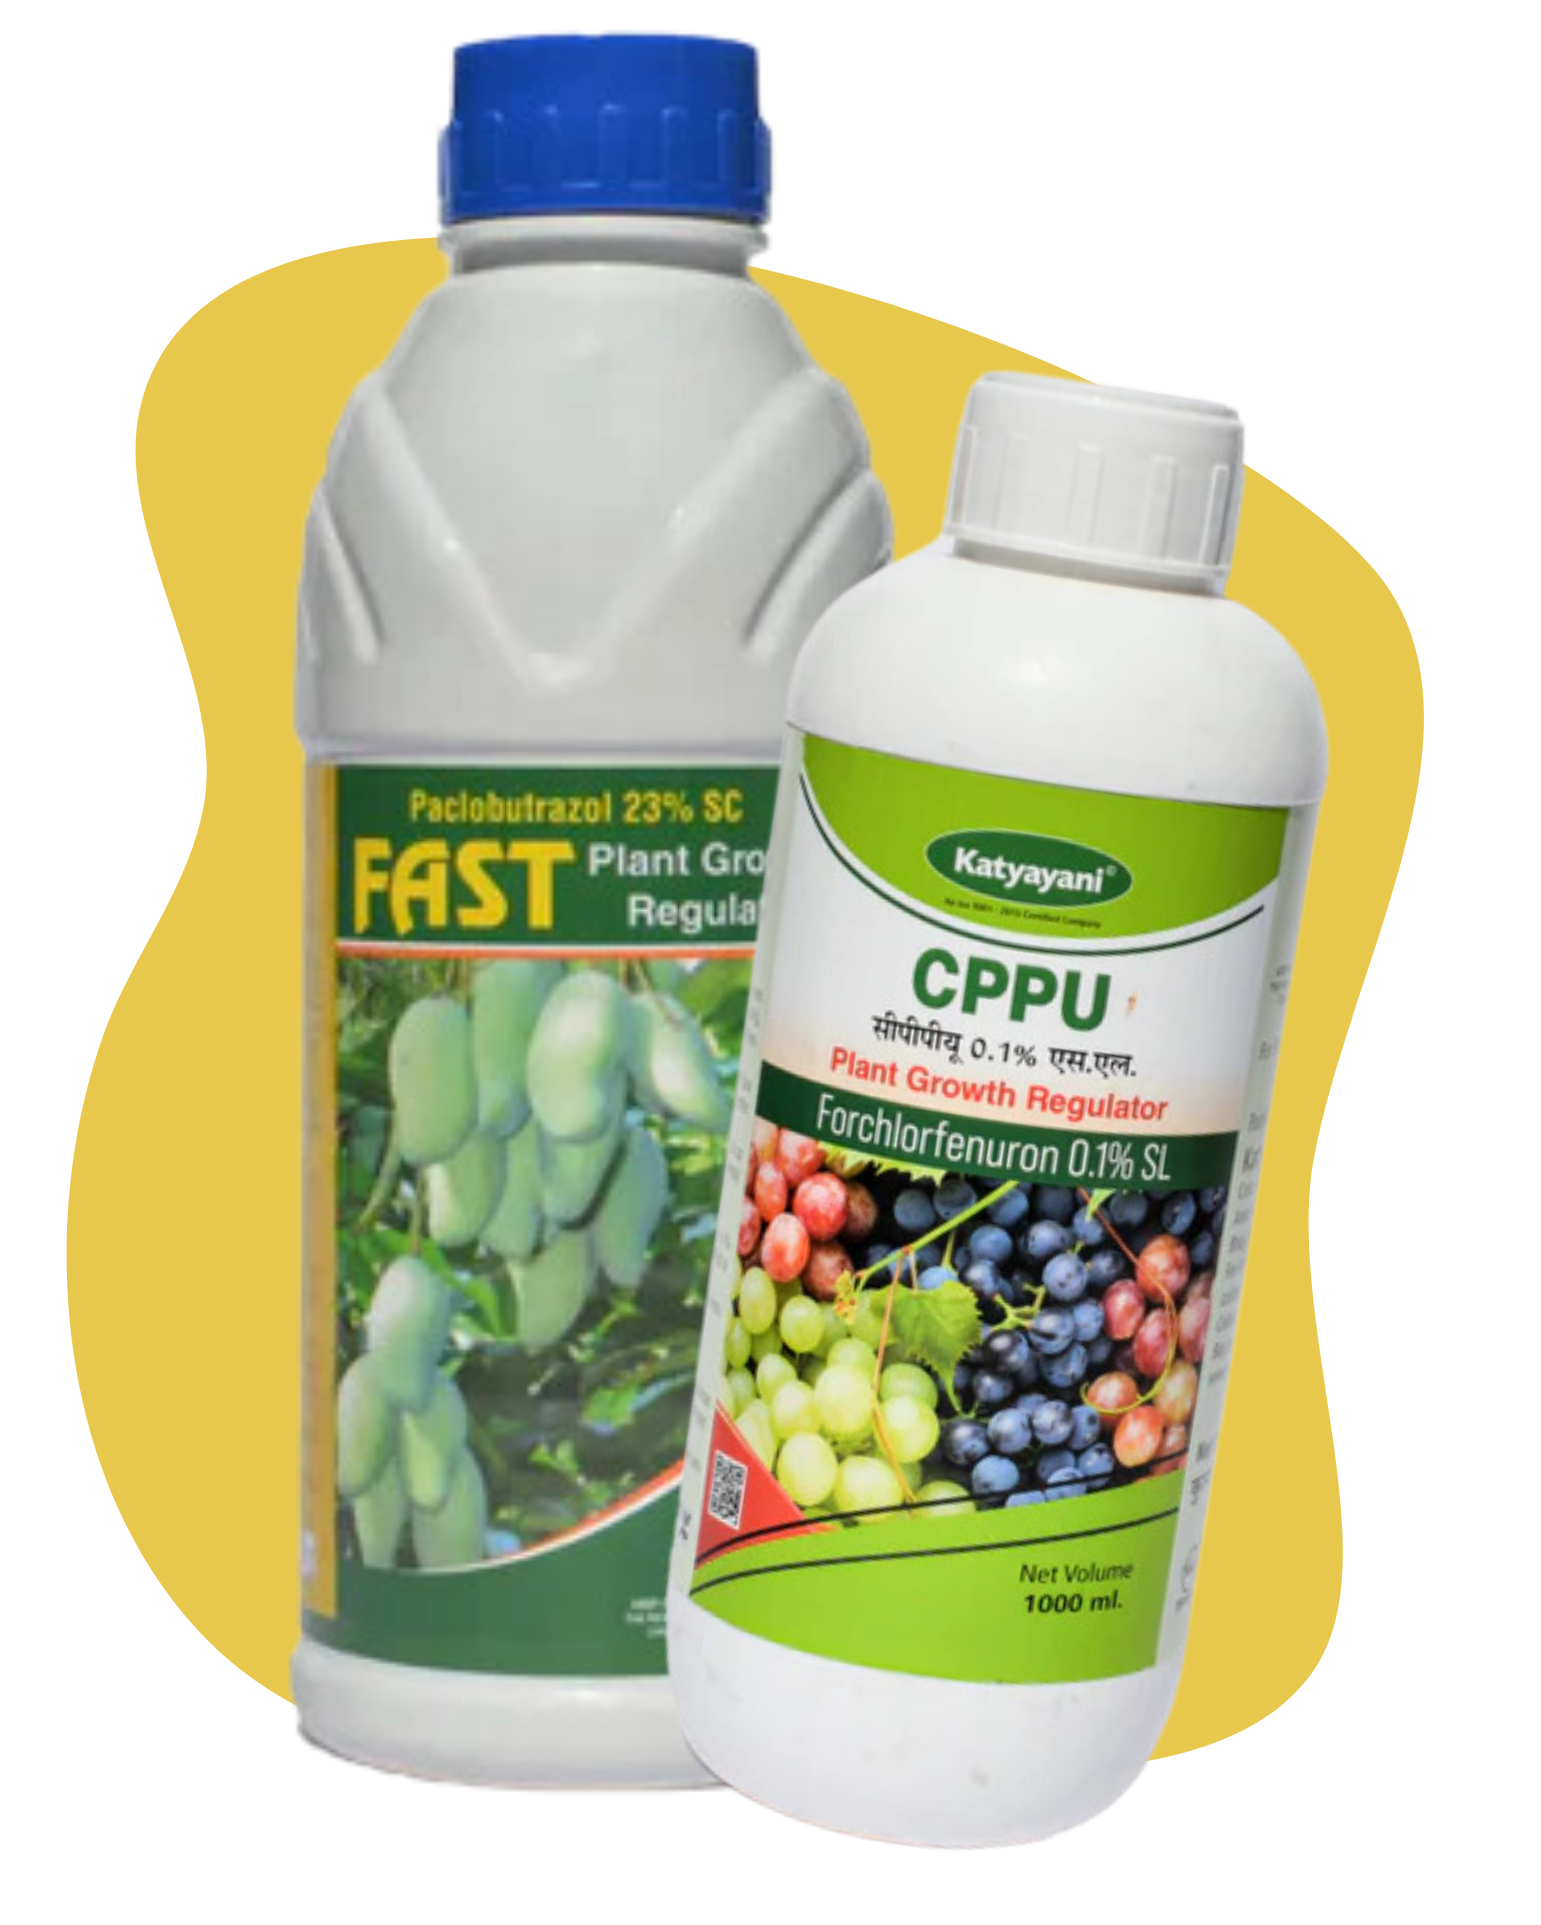 Paclobutrazol 23% SC
FAST
Plant Gro
Regula
Katyayani
CPPU
सीपीपीयू 0.1% एस.एल.
Plant Growth Regulator
Forchlorfenuron 0.1% SL
Net Volume
1000 ml.